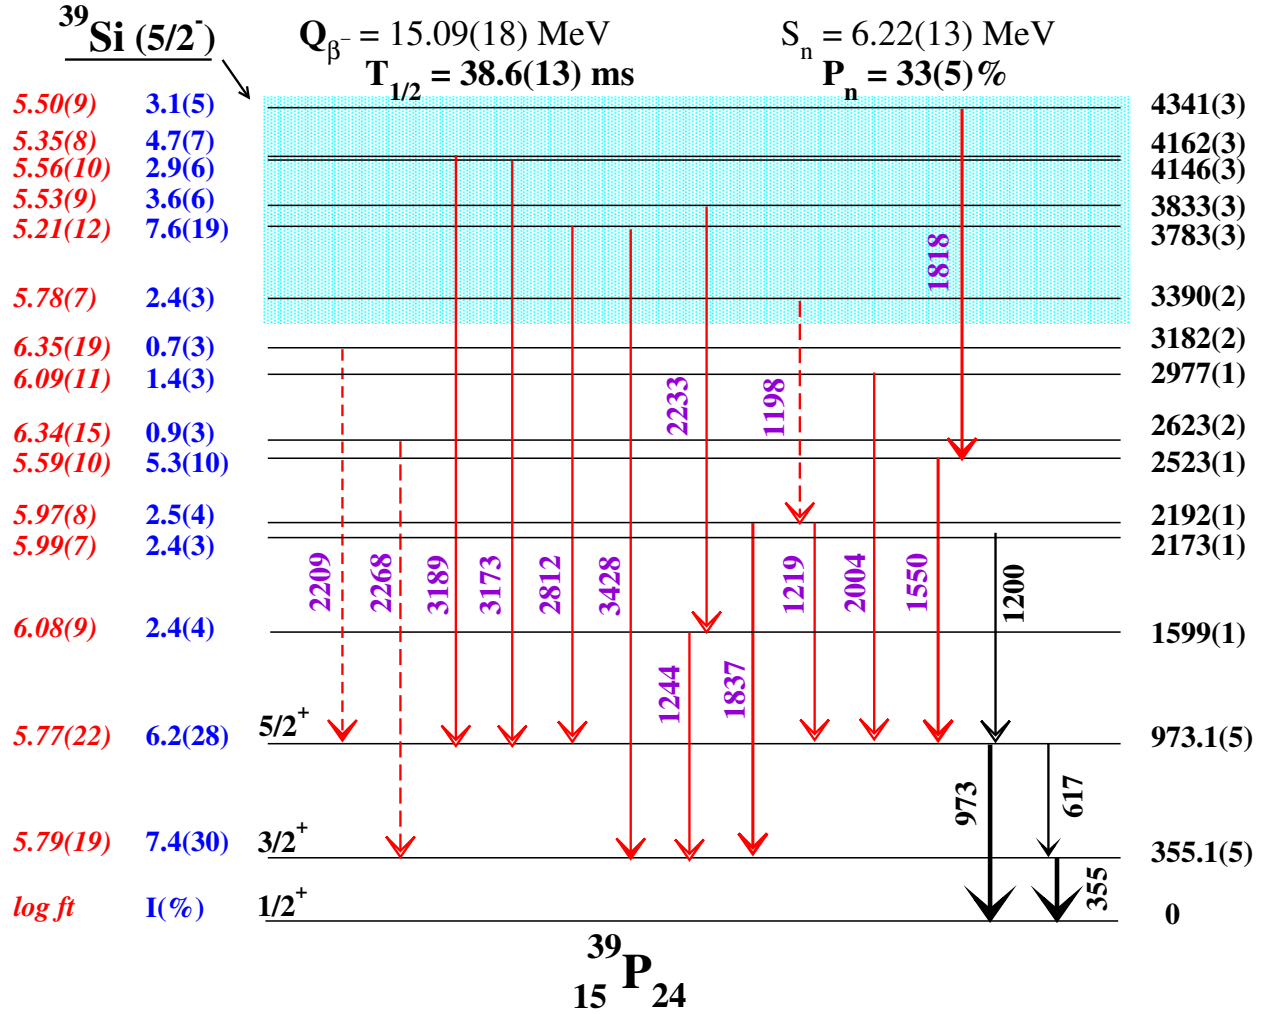 39Si (5/2-) Qβ- = 15.09(18) MeV Sn = 6.22(13) MeV
T1/2 = 38.6(13) ms Pn = 33(5)%
5.50(9) 3.1(5) 4341(3)
5.35(8) 4.7(7) 4162(3)
5.56(10) 2.9(6) 4146(3)
5.53(9) 3.6(6) 3833(3)
5.21(12) 7.6(19) 3783(3)
1818
5.78(7) 2.4(3) 3390(2)
6.35(19) 0.7(3) 3182(2)
6.09(11) 1.4(3) 2977(1)
2233 1198
6.34(15) 0.9(3) 2623(2)
5.59(10) 5.3(10) 2523(1)
5.97(8) 2.5(4) 2192(1)
5.99(7) 2.4(3) 2173(1)
2209 2268 3189 3173 2812 3428 1219 2004 1550 1200
6.08(9) 2.4(4) 1599(1)
1244 1837
5.77(22) 6.2(28) 5/2+ 973.1(5)
973 617
5.79(19) 7.4(30) 3/2+ 355.1(5)
355
log ft I(%) 1/2+ 0
39
15P24